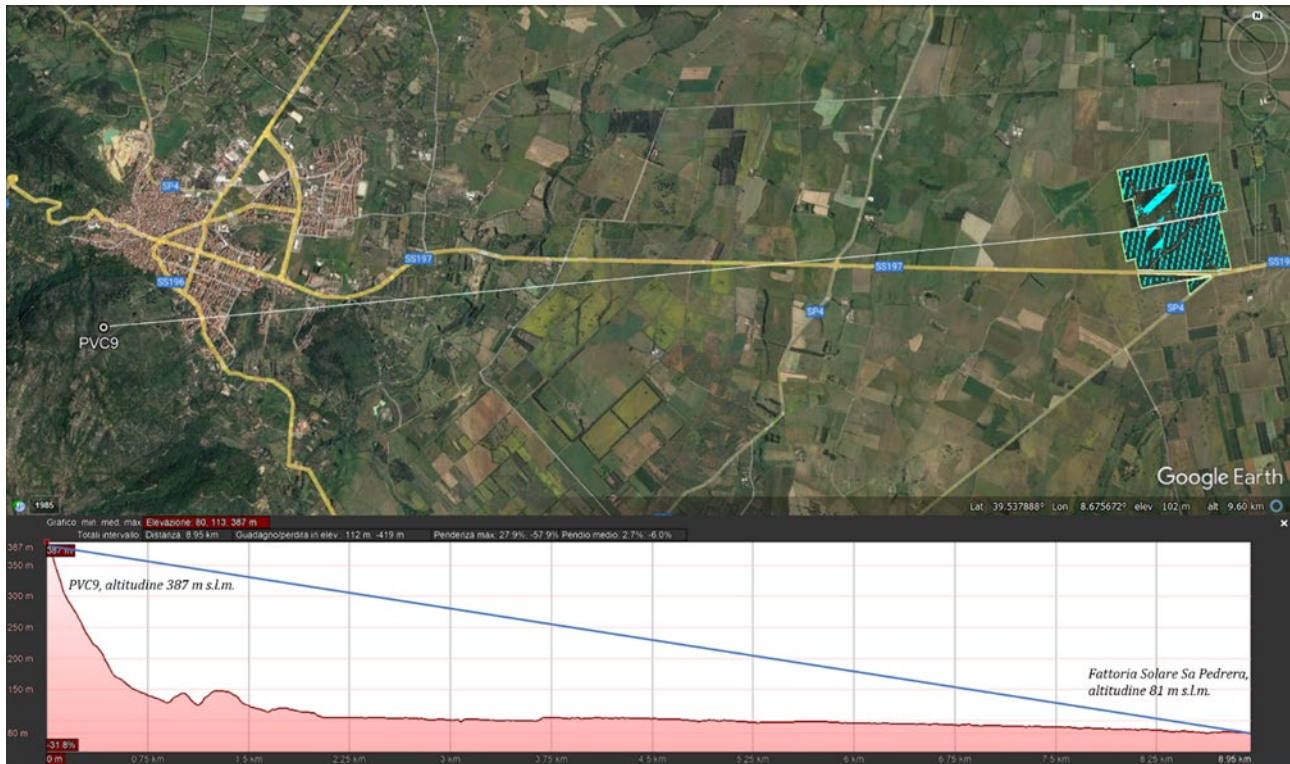 N
SP4
SS197
SS197
SS19
SS196
SP4
SP4
PVC9
Google Earth
1985
Lat 39.537888° Lon 8.675672° elev 102 m alt 9.60 km
Grafico: min. med. max Elevazione: 80, 113, 387 m
Totali intervallo: Distanza: 8.95 km Guadagno/perdita in elev.: 112 m, -419 m Pendenza max: 27.9%, -57.9% Pendio medio: 2.7%, -6.0%
387 m
387 m
350 m
PVC9, altitudine 387 m s.l.m.
300 m
250 m
200 m
Fattoria Solare Sa Pedrera,
altitudine 81 m s.l.m.
150 m
80 m
-31.8%
0 m 0.75 km 1.5 km 2.25 km 3 km 3.75 km 4.5 km 5.25 km 6 km 6.75 km 7.5 km 8.25 km 8.95 km